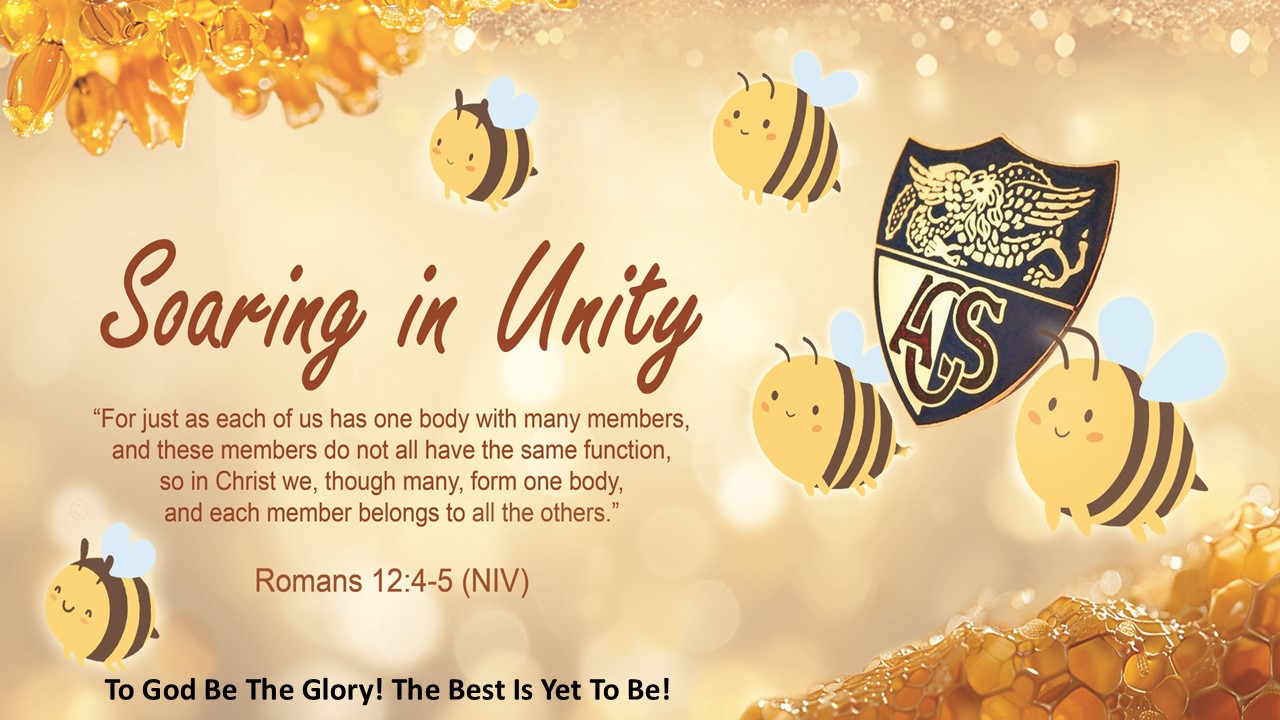 Soaring in Unity
“For just as each of us has one body with many members,
and these members do not all have the same function,
so in Christ we, though many, form one body,
and each member belongs to all the others.”
Romans 12:4-5 (NIV)
To God Be The Glory! The Best Is Yet To Be!
ACS